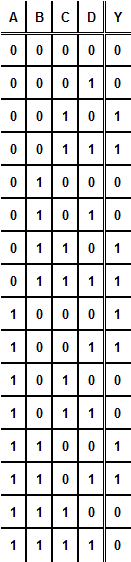 A B C D Y
0 0 0 0 0
0 0 0 1 0
0 0 1 0 1
0 0 1 1 1
0 1 0 0 0
0 1 0 1 0
0 1 1 0 1
0 1 1 1 1
1 0 0 0 1
1 0 0 1 1
1 0 1 0 0
1 0 1 1 0
1 1 0 0 1
1 1 0 1 1
1 1 1 0 0
1 1 1 1 0